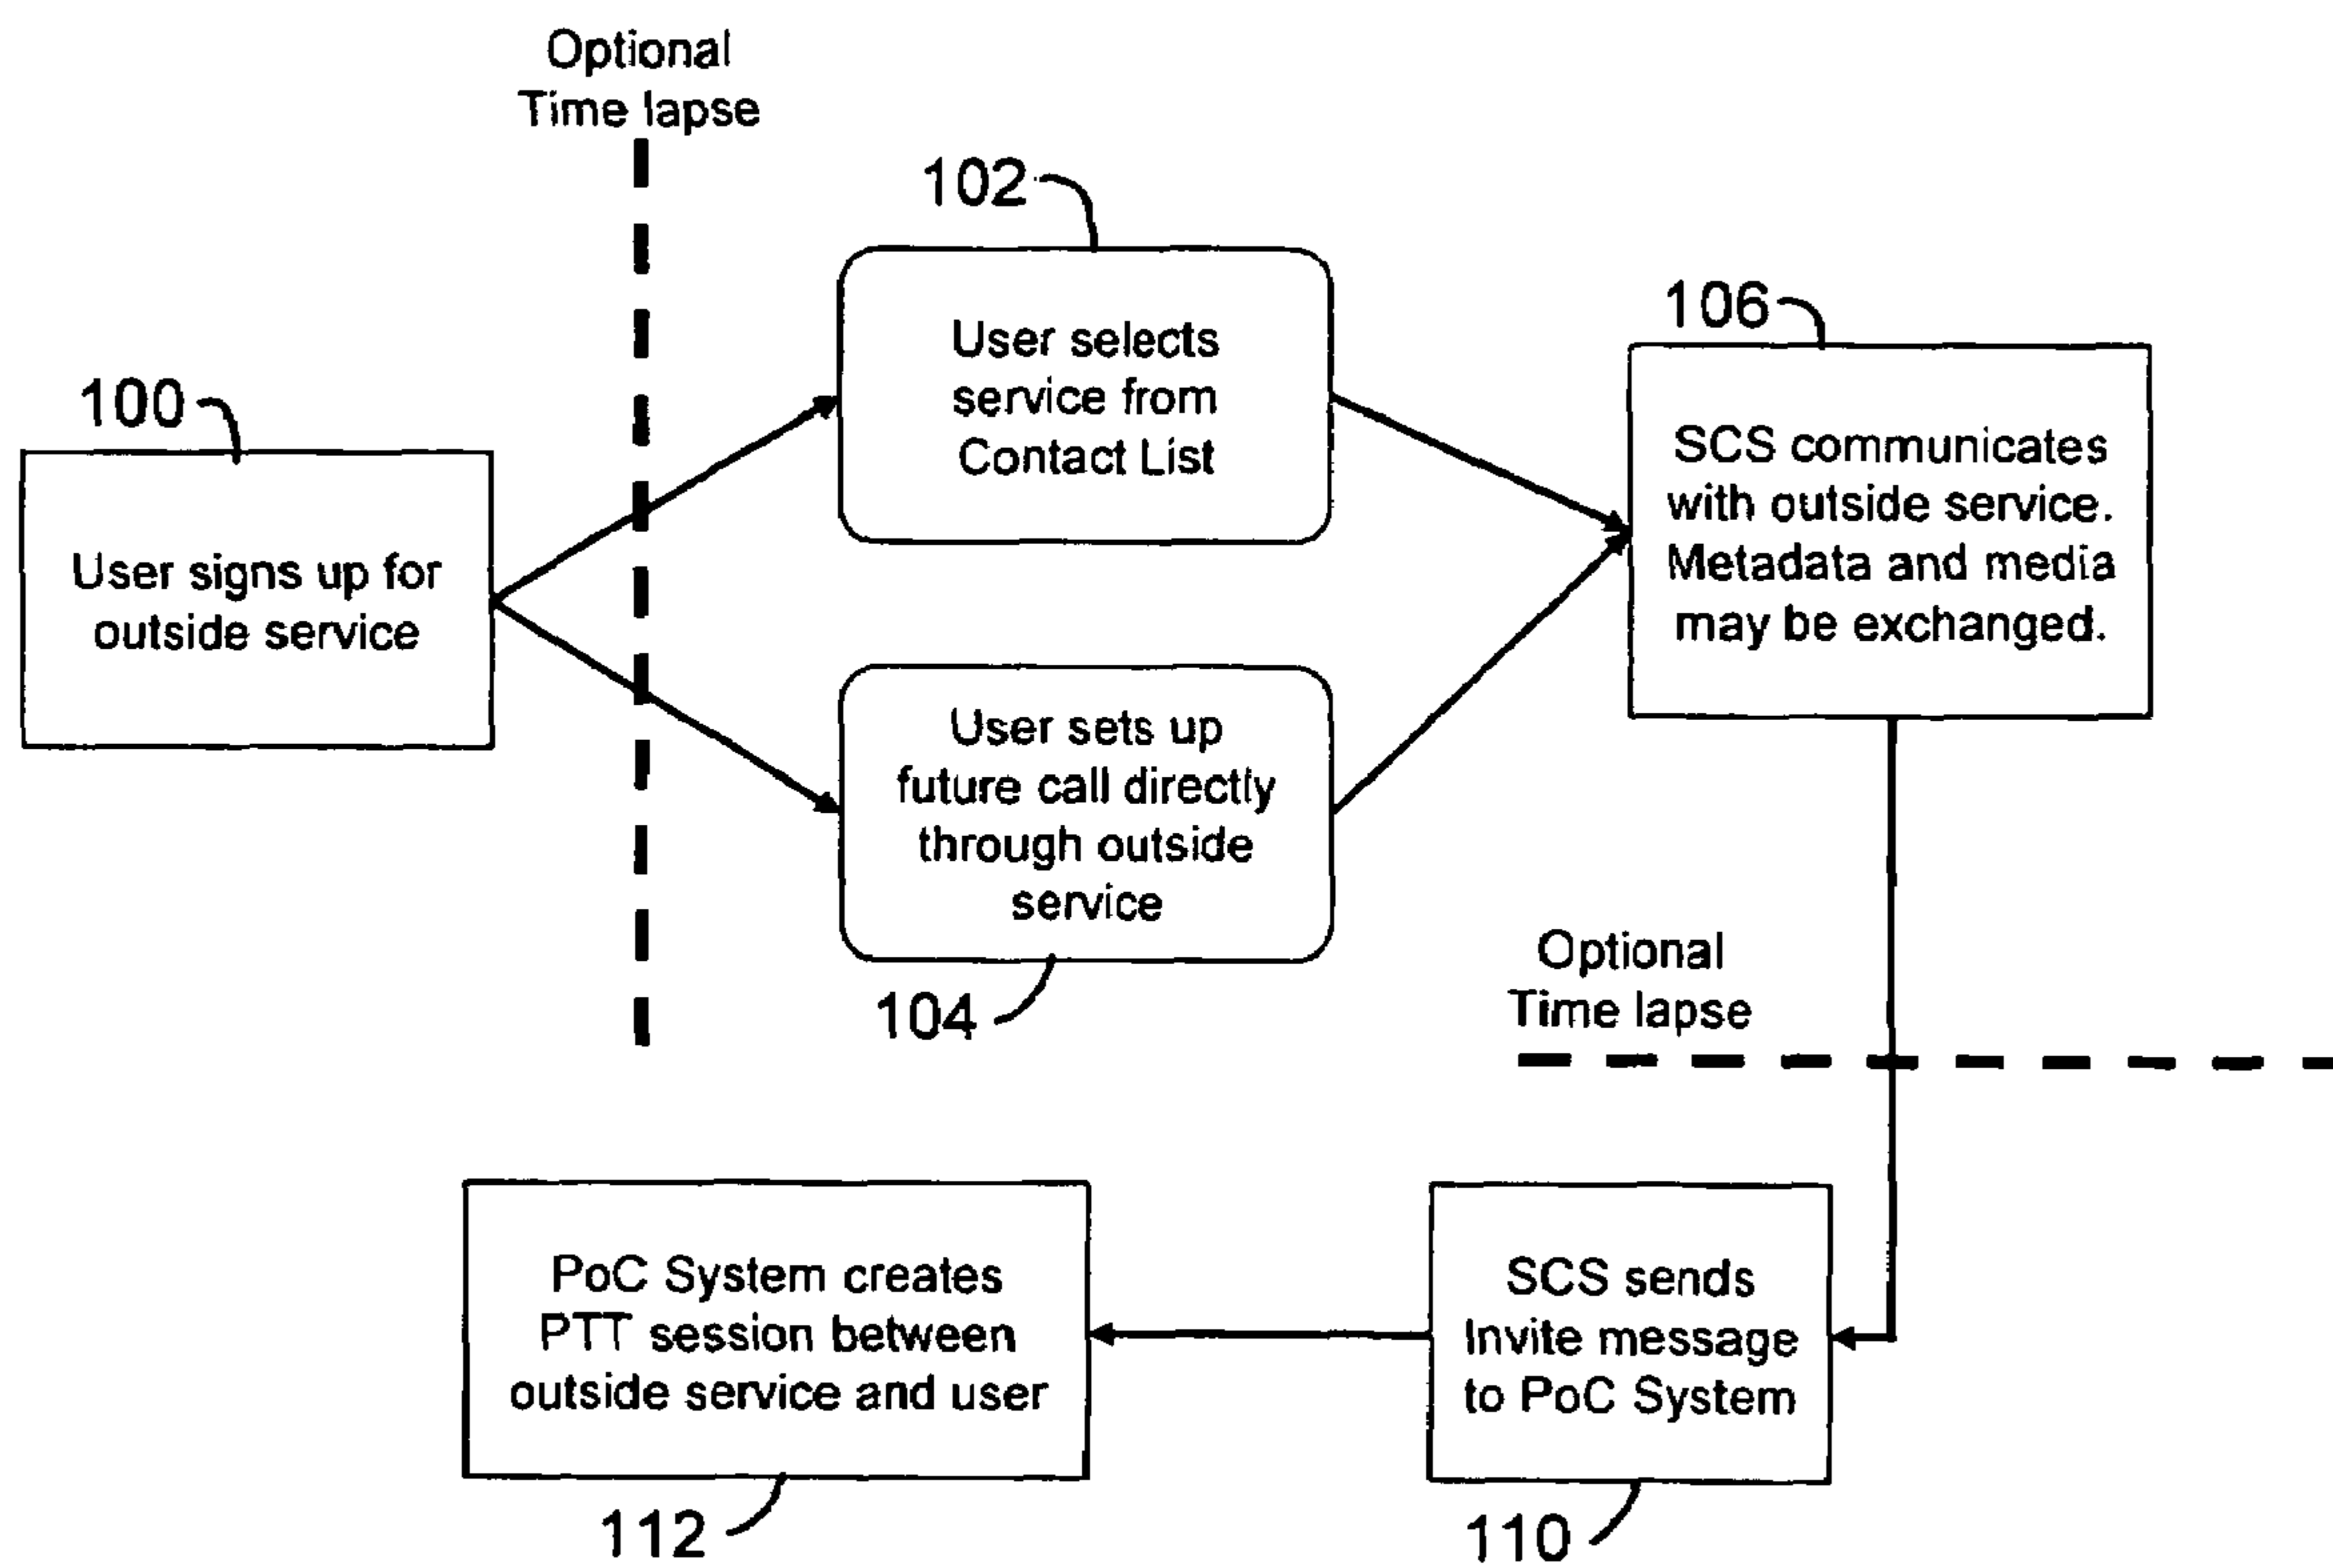 Optional
Time lapse
102
106
100
User selects
service from
Contact List
SCS communicates
with outside service.
Metadata and media
may be exchanged.
User signs up for
outside service
User sets up
future call directly
through outside
service
104
Optional
Time lapse
PoC System creates
PTT session between
outside service and user
SCS sends
Invite message
to PoC System
112
110